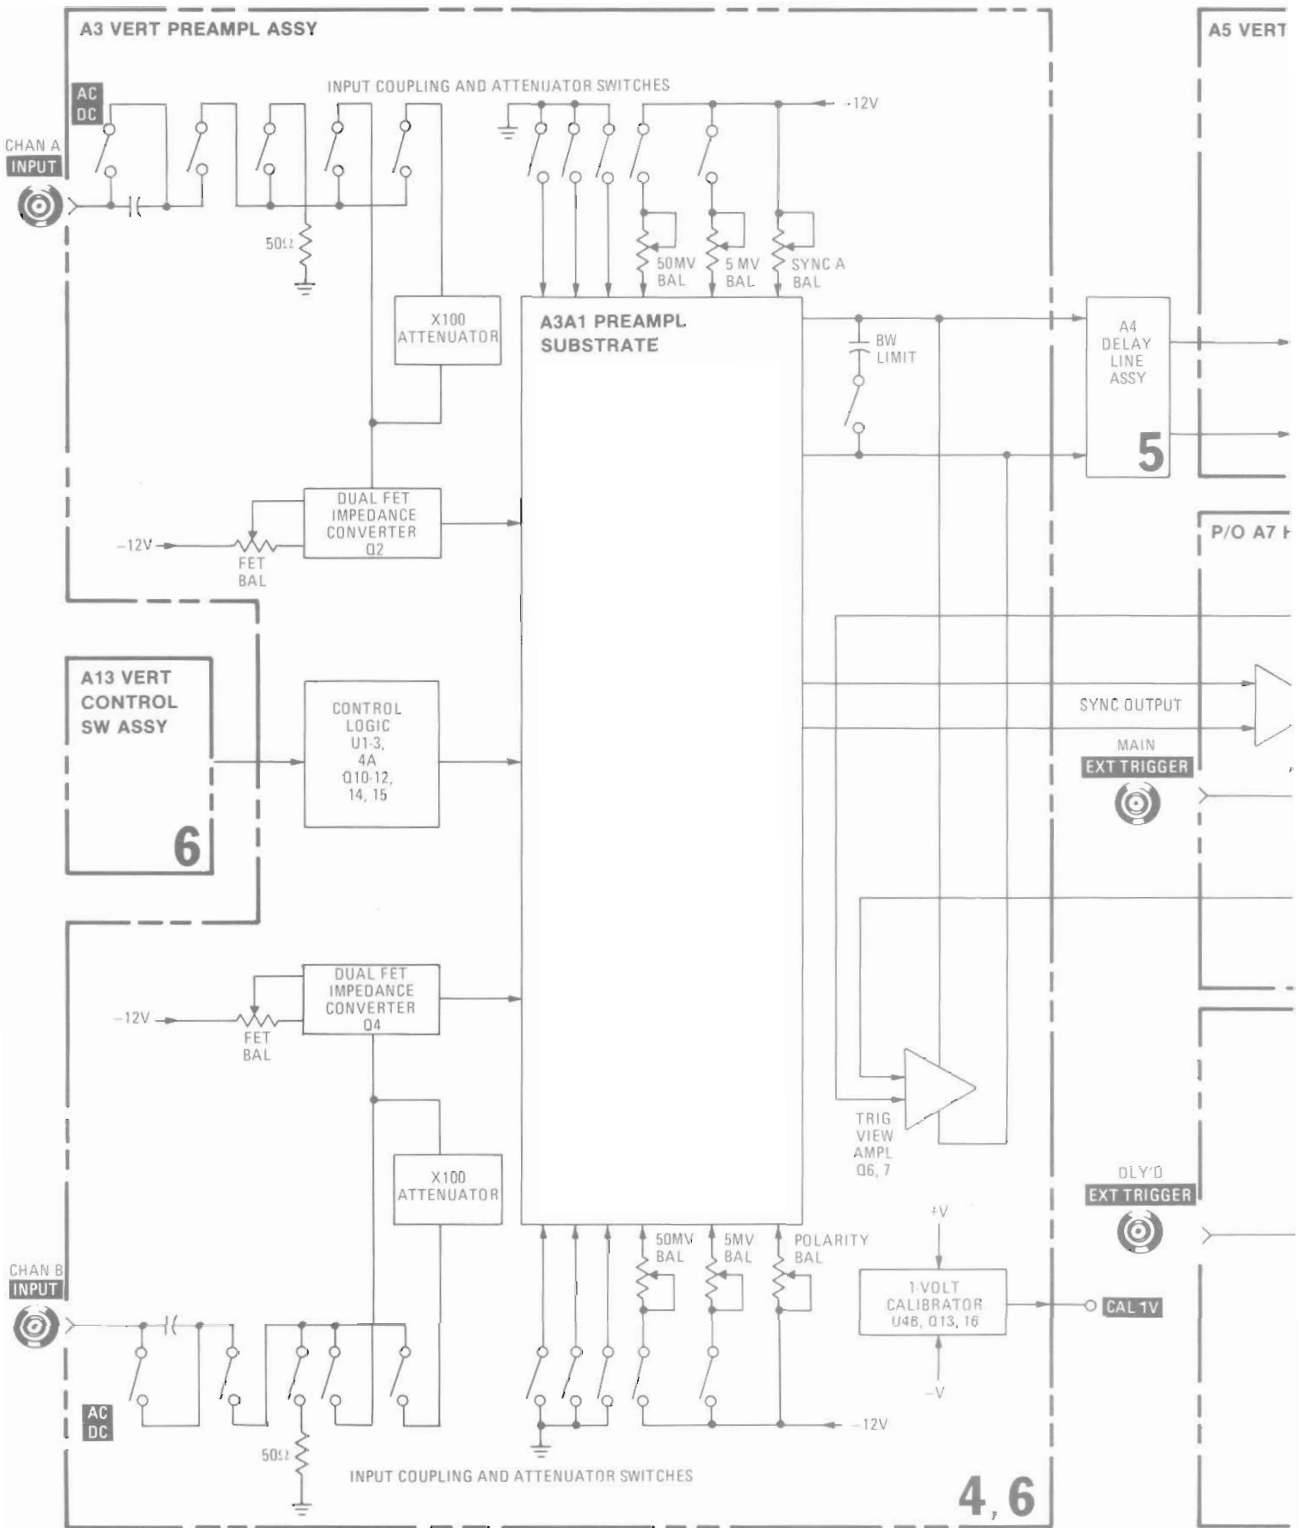 A3 VERT PREAMPL ASSY
A5 VERT
INPUT COUPLING AND ATTENUATOR SWITCHES
AC
DC
-12V
CHAN A
INPUT
50Ω
50MV
BAL
5 MV
BAL
SYNC A
BAL
X100
ATTENUATOR
A3A1 PREAMPL
SUBSTRATE
BW
LIMIT
A4
DELAY
LINE
ASSY
5
DUAL FET
IMPEDANCE
CONVERTER
Q2
-12V
FET
BAL
P/O A7 H
A13 VERT
CONTROL
SW ASSY
6
CONTROL
LOGIC
U1-3,
4A
Q10-12,
14, 15
SYNC OUTPUT
MAIN
EXT TRIGGER
DUAL FET
IMPEDANCE
CONVERTER
Q4
-12V
FET
BAL
TRIG
VIEW
AMPL
Q6, 7
X100
ATTENUATOR
DLY'D
EXT TRIGGER
50MV
BAL
5MV
BAL
POLARITY
BAL
+V
1-VOLT
CALIBRATOR
U4B, Q13, 16
CAL 1V
-V
CHAN B
INPUT
AC
DC
-12V
50Ω
INPUT COUPLING AND ATTENUATOR SWITCHES
4, 6